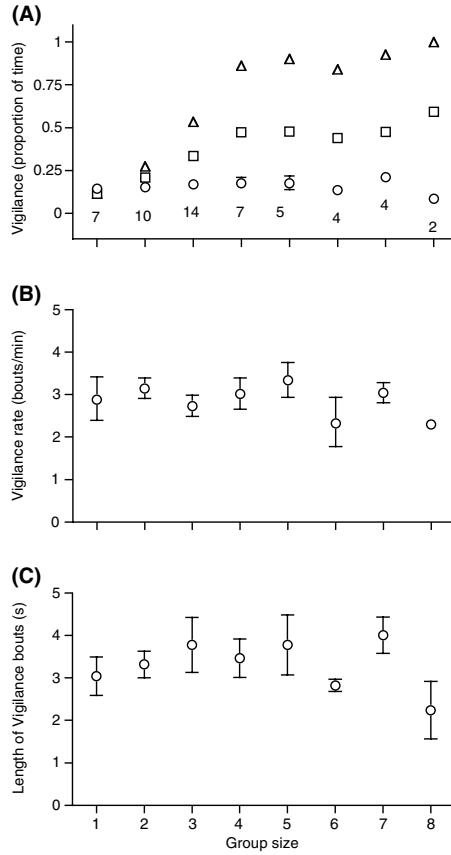 (A)
Vigilance (proportion of time)
1
0.75
0.5
0.25
0
7 10 14 7 5 4 4 2
(B)
Vigilance rate (bouts/min)
5
4
3
2
1
0
(C)
Length of Vigilance bouts (s)
5
4
3
2
1
0
1 2 3 4 5 6 7 8
Group size